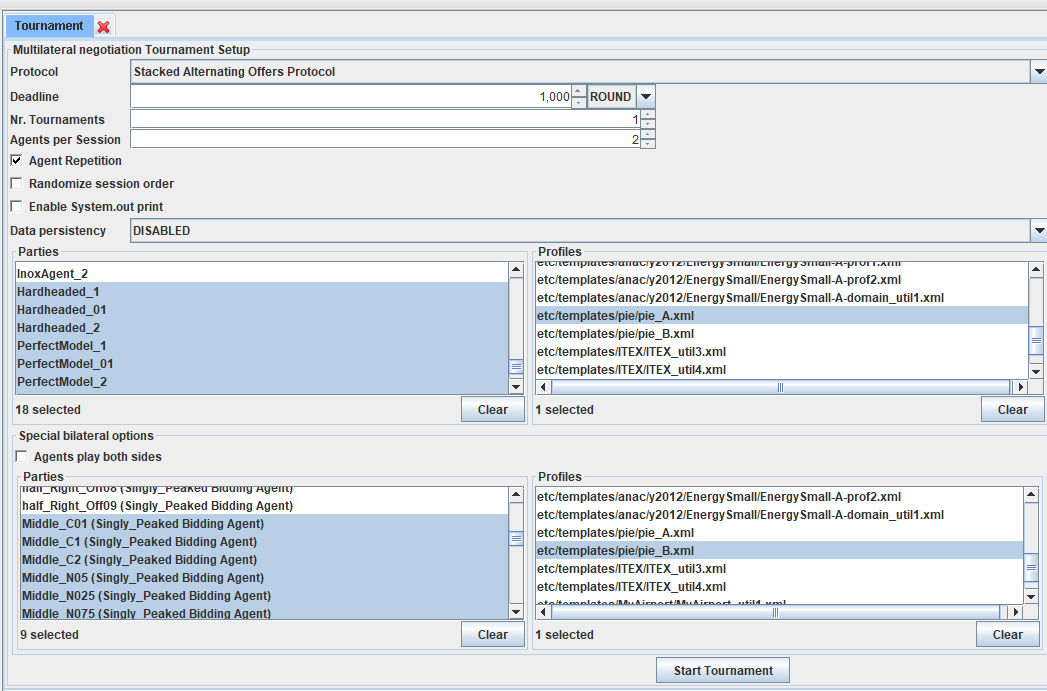 Tournament
Multilateral negotiation Tournament Setup
Protocol Stacked Alternating Offers Protocol
Deadline 1,000 ROUND
Nr. Tournaments 1
Agents per Session 2
Agent Repetition
Randomize session order
Enable System.out print
Data persistency DISABLED
Parties
InoxAgent_2
Hardheaded_1
Hardheaded_01
Hardheaded_2
PerfectModel_1
PerfectModel_01
PerfectModel_2
18 selected Clear
Profiles
etc/templates/anac/y2012/EnergySmall/EnergySmall-A-prof1.xml
etc/templates/anac/y2012/EnergySmall/EnergySmall-A-prof2.xml
etc/templates/anac/y2012/EnergySmall/EnergySmall-A-domain_util1.xml
etc/templates/pie/pie_A.xml
etc/templates/pie/pie_B.xml
etc/templates/ITEX/ITEX_util3.xml
etc/templates/ITEX/ITEX_util4.xml
1 selected Clear
Special bilateral options
Agents play both sides
Parties
half_Right_Off08 (Singly_Peaked Bidding Agent)
half_Right_Off09 (Singly_Peaked Bidding Agent)
Middle_C01 (Singly_Peaked Bidding Agent)
Middle_C1 (Singly_Peaked Bidding Agent)
Middle_C2 (Singly_Peaked Bidding Agent)
Middle_N05 (Singly_Peaked Bidding Agent)
Middle_N025 (Singly_Peaked Bidding Agent)
Middle_N075 (Singly_Peaked Bidding Agent)
9 selected Clear
Profiles
etc/templates/anac/y2012/EnergySmall/EnergySmall-A-prof2.xml
etc/templates/anac/y2012/EnergySmall/EnergySmall-A-domain_util1.xml
etc/templates/pie/pie_A.xml
etc/templates/pie/pie_B.xml
etc/templates/ITEX/ITEX_util3.xml
etc/templates/ITEX/ITEX_util4.xml
etc/templates/MyAirport/MyAirport_util1.xml
1 selected Clear
Start Tournament